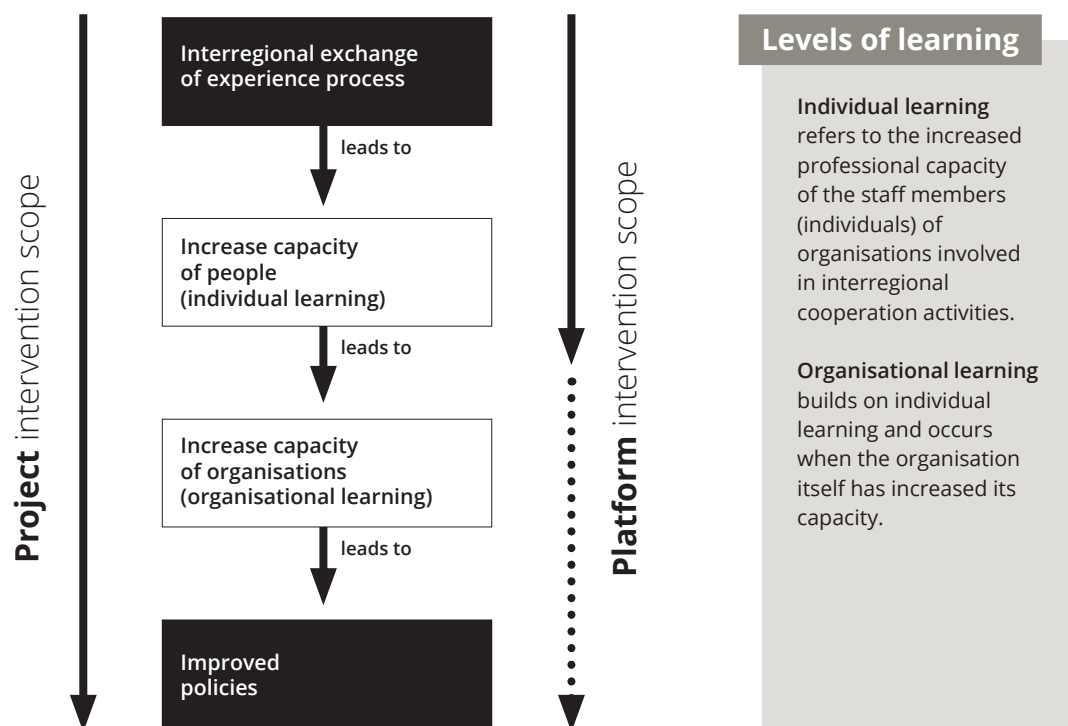 Project intervention scope
Interregional exchange
of experience process
leads to
Increase capacity
of people
(individual learning)
leads to
Increase capacity
of organisations
(organisational learning)
leads to
Improved
policies
Platform intervention scope
Levels of learning
Individual learning
refers to the increased
professional capacity
of the staff members
(individuals) of
organisations involved
in interregional
cooperation activities.
Organisational learning
builds on individual
learning and occurs
when the organisation
itself has increased its
capacity.